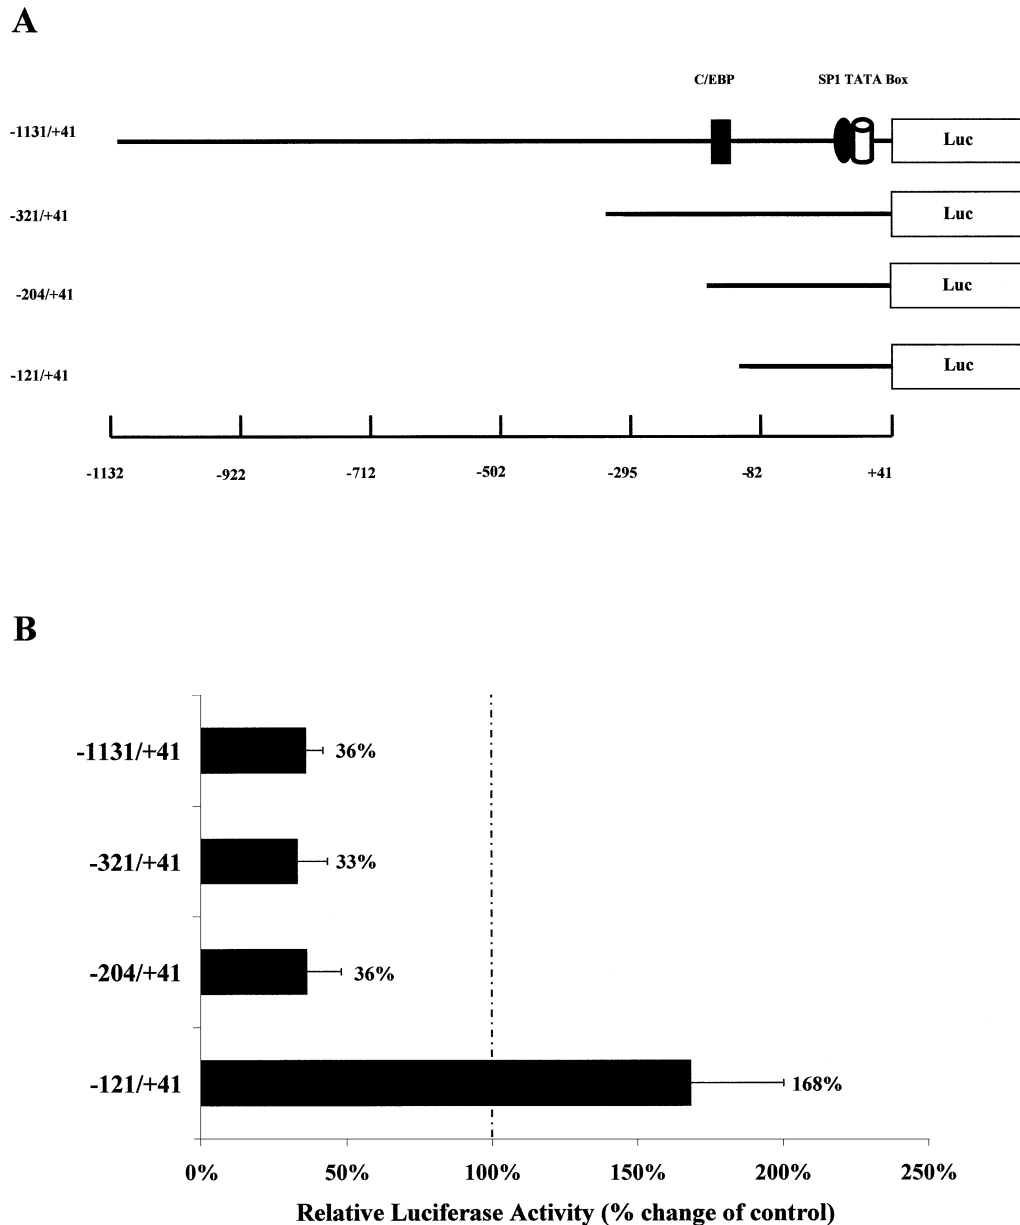 A
C/EBP SP1 TATA Box
-1131/+41 Luc
-321/+41 Luc
-204/+41 Luc
-121/+41 Luc
-1132 -922 -712 -502 -295 -82 +41
B
-1131/+41 36%
-321/+41 33%
-204/+41 36%
-121/+41 168%
0% 50% 100% 150% 200% 250%
Relative Luciferase Activity (% change of control)